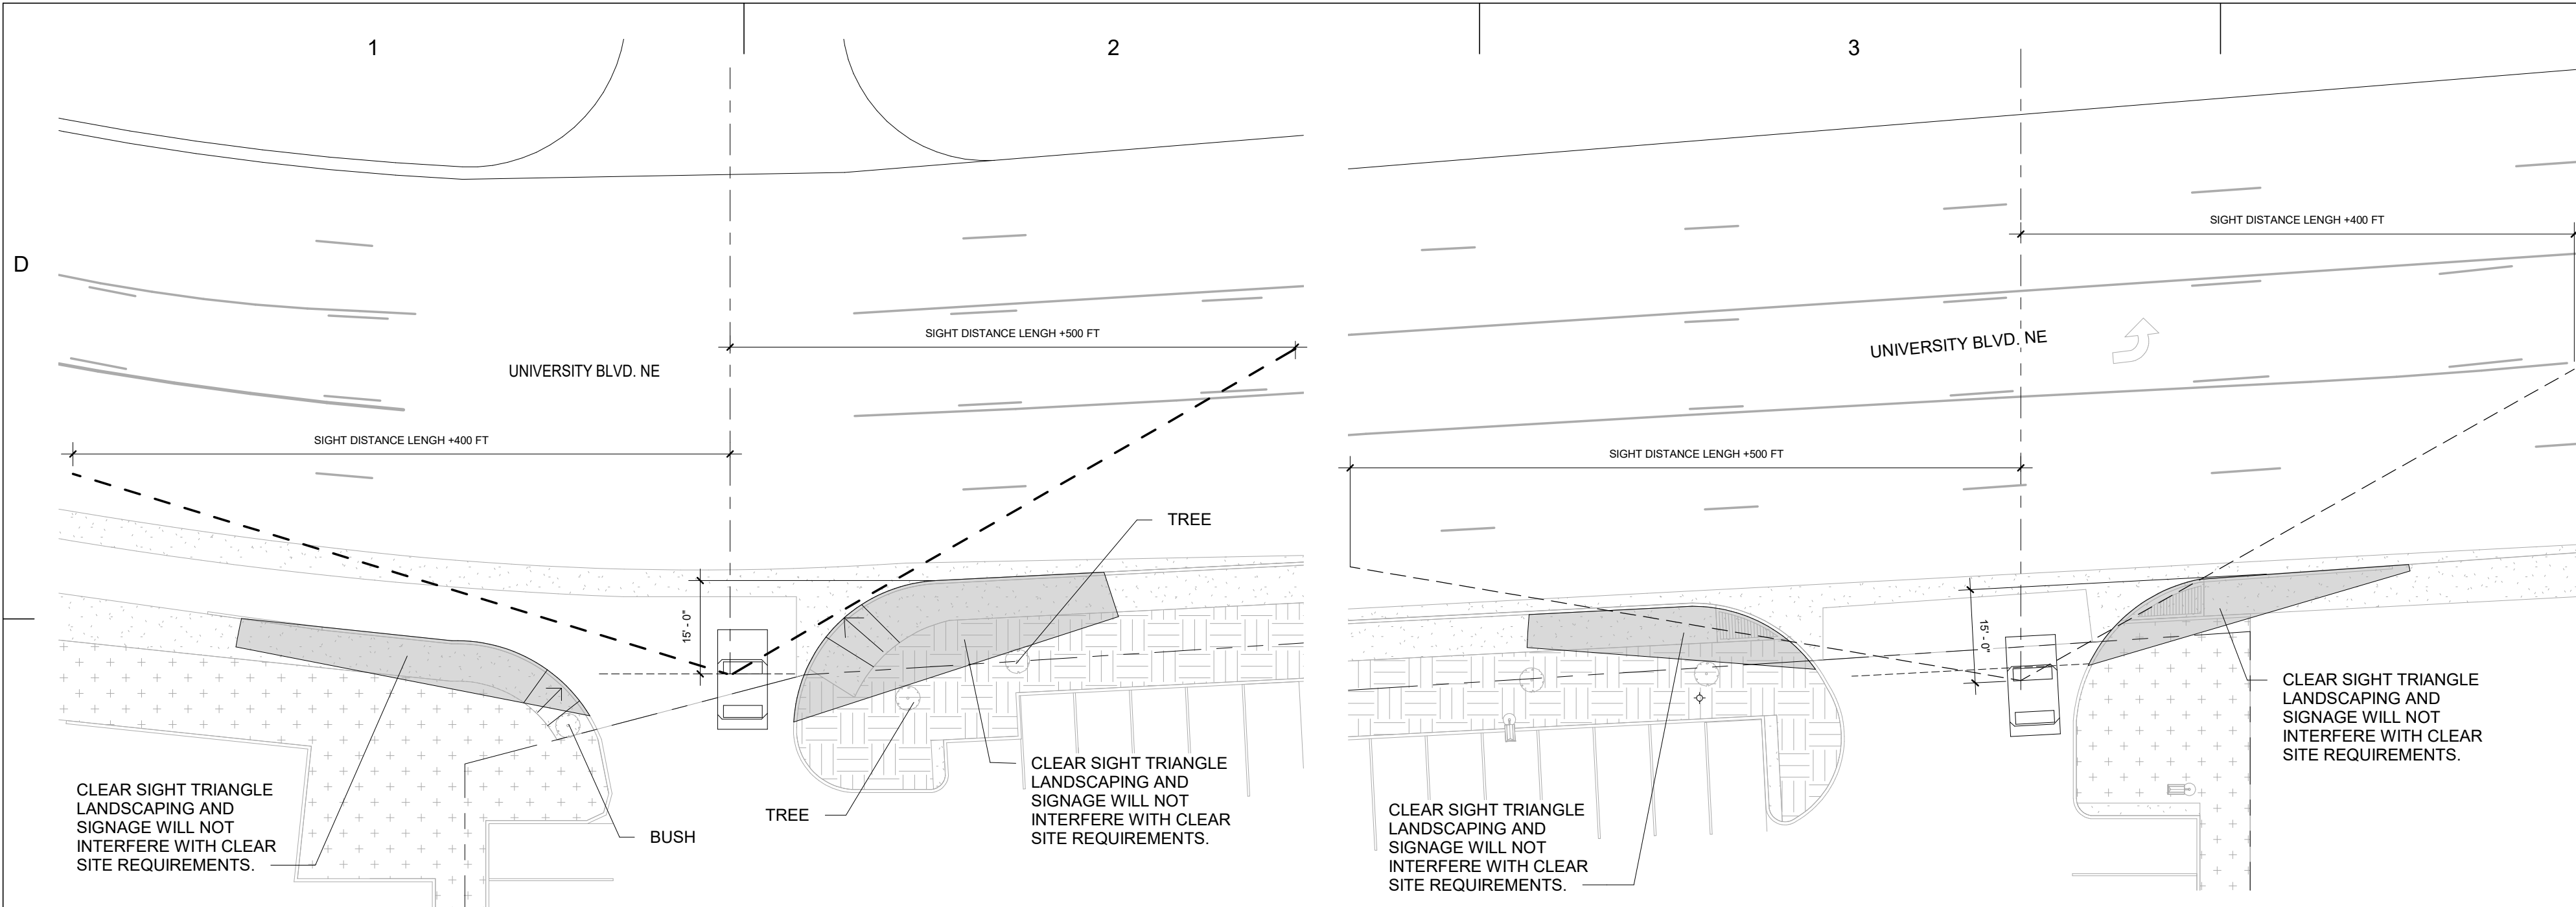 1
2
3
D
SIGHT DISTANCE LENGH +400 FT
SIGHT DISTANCE LENGH +500 FT
UNIVERSITY BLVD. NE
UNIVERSITY BLVD. NE
SIGHT DISTANCE LENGH +400 FT
SIGHT DISTANCE LENGH +500 FT
TREE
15' - 0"
15' - 0"
CLEAR SIGHT TRIANGLE
LANDSCAPING AND
SIGNAGE WILL NOT
INTERFERE WITH CLEAR
SITE REQUIREMENTS.
BUSH
TREE
CLEAR SIGHT TRIANGLE
LANDSCAPING AND
SIGNAGE WILL NOT
INTERFERE WITH CLEAR
SITE REQUIREMENTS.
CLEAR SIGHT TRIANGLE
LANDSCAPING AND
SIGNAGE WILL NOT
INTERFERE WITH CLEAR
SITE REQUIREMENTS.
CLEAR SIGHT TRIANGLE
LANDSCAPING AND
SIGNAGE WILL NOT
INTERFERE WITH CLEAR
SITE REQUIREMENTS.